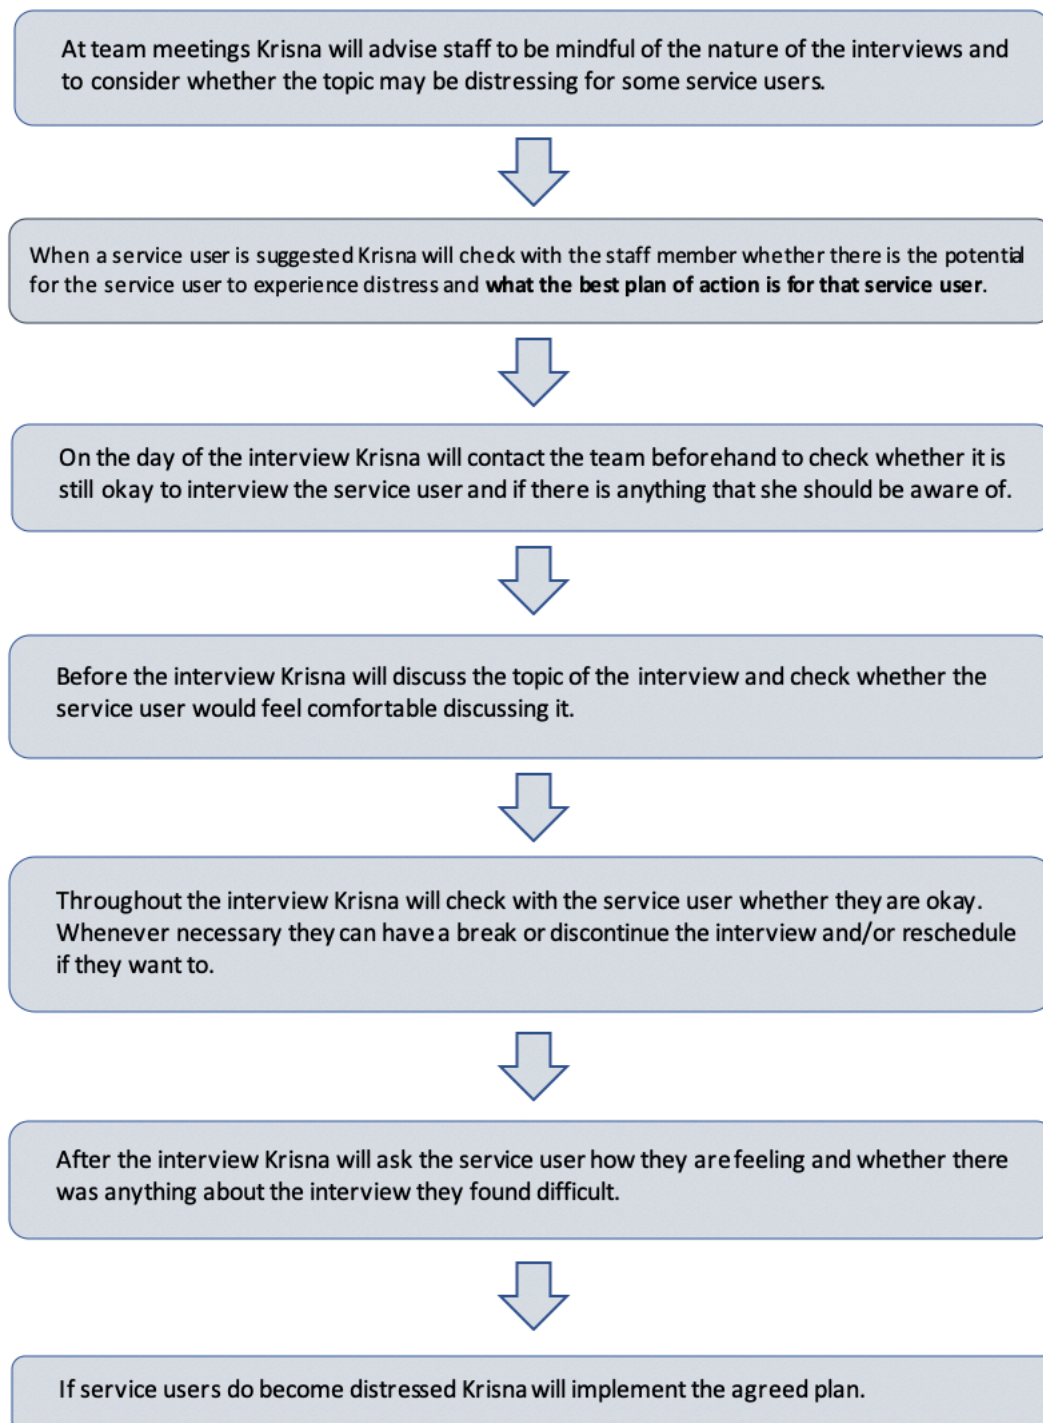 At team meetings Krisna will advise staff to be mindful of the nature of the interviews and
to consider whether the topic may be distressing for some service users.
When a service user is suggested Krisna will check with the staff member whether there is the potential
for the service user to experience distress and what the best plan of action is for that service user.
On the day of the interview Krisna will contact the team beforehand to check whether it is
still okay to interview the service user and if there is anything that she should be aware of.
Before the interview Krisna will discuss the topic of the interview and check whether the
service user would feel comfortable discussing it.
Throughout the interview Krisna will check with the service user whether they are okay.
Whenever necessary they can have a break or discontinue the interview and/or reschedule
if they want to.
After the interview Krisna will ask the service user how they are feeling and whether there
was anything about the interview they found difficult.
If service users do become distressed Krisna will implement the agreed plan.